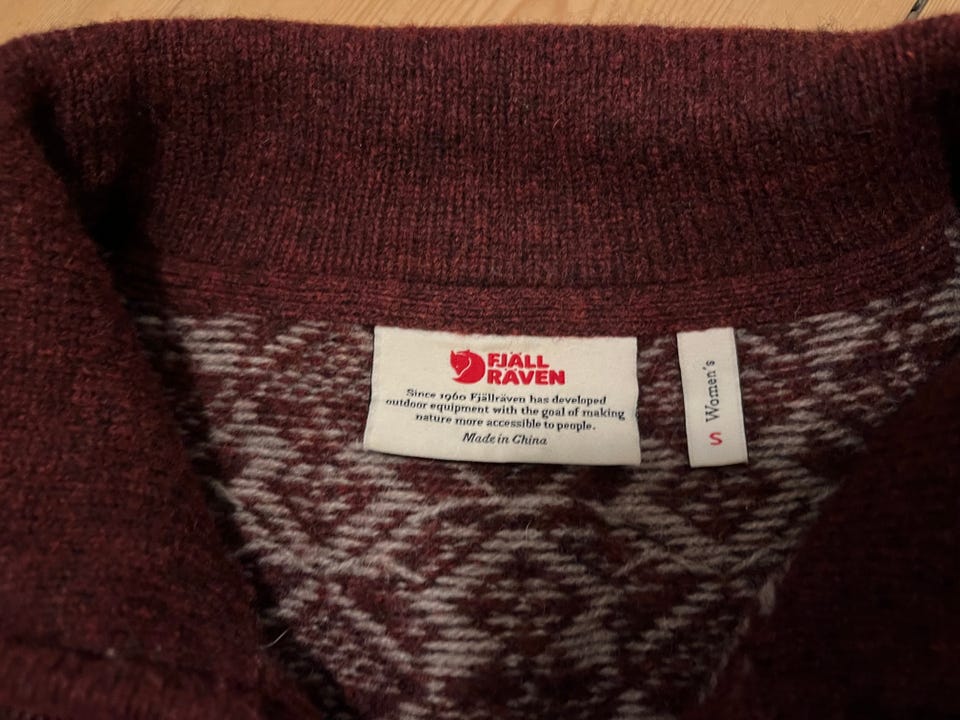 FJÄLL
RÄVEN
Since 1960 Fjällräven has developed
outdoor equipment with the goal of making
nature more accessible to people.
Made in China
Women's
S